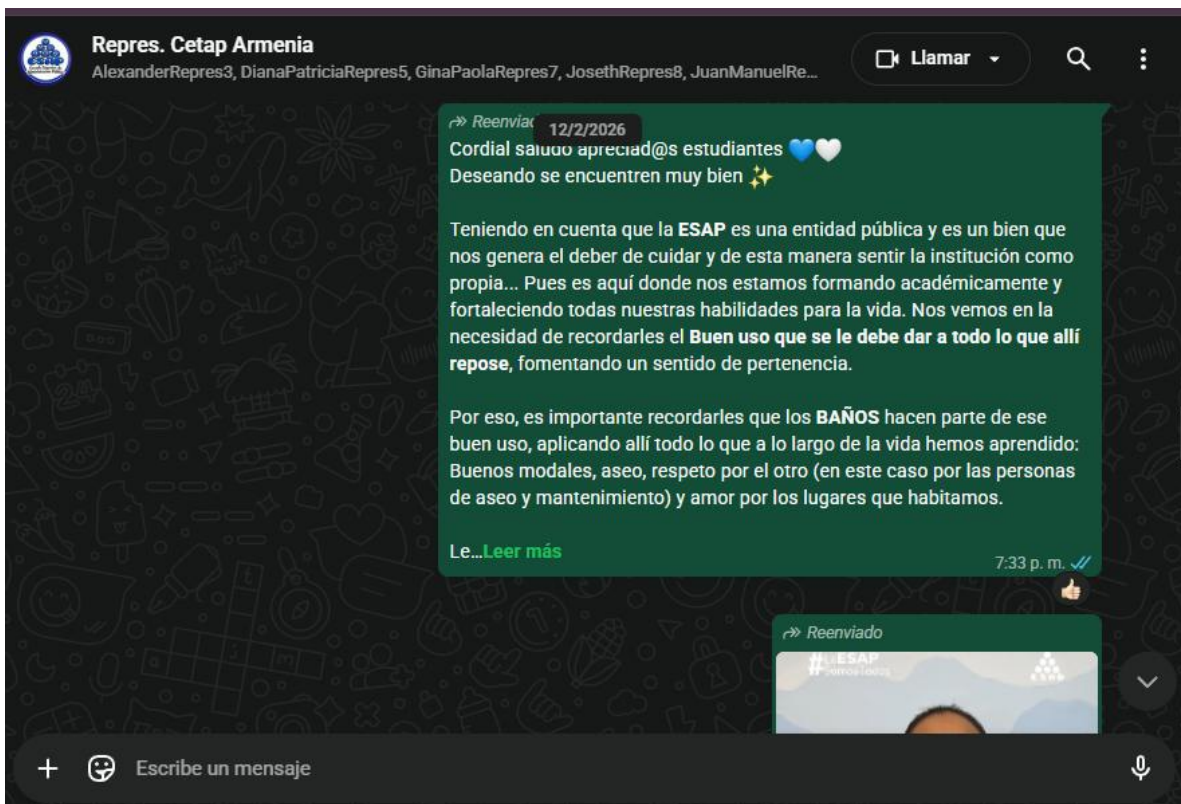 Repres. Cetap Armenia
AlexanderRepres3, DianaPatriciaRepres5, GinaPaolaRepres7, JosethRepres8, JuanManuelRe...
Llamar
Reenviado
12/2/2026
Cordial saludo apreciad@s estudiantes 💙🤍
Deseando se encuentren muy bien ✨
Teniendo en cuenta que la ESAP es una entidad pública y es un bien que
nos genera el deber de cuidar y de esta manera sentir la institución como
propia... Pues es aquí donde nos estamos formando académicamente y
fortaleciendo todas nuestras habilidades para la vida. Nos vemos en la
necesidad de recordarles el Buen uso que se le debe dar a todo lo que allí
repose, fomentando un sentido de pertenencia.
Por eso, es importante recordarles que los BAÑOS hacen parte de ese
buen uso, aplicando allí todo lo que a lo largo de la vida hemos aprendido:
Buenos modales, aseo, respeto por el otro (en este caso por las personas
de aseo y mantenimiento) y amor por los lugares que habitamos.
Le...Leer más
7:33 p. m.
Reenviado
Escribe un mensaje